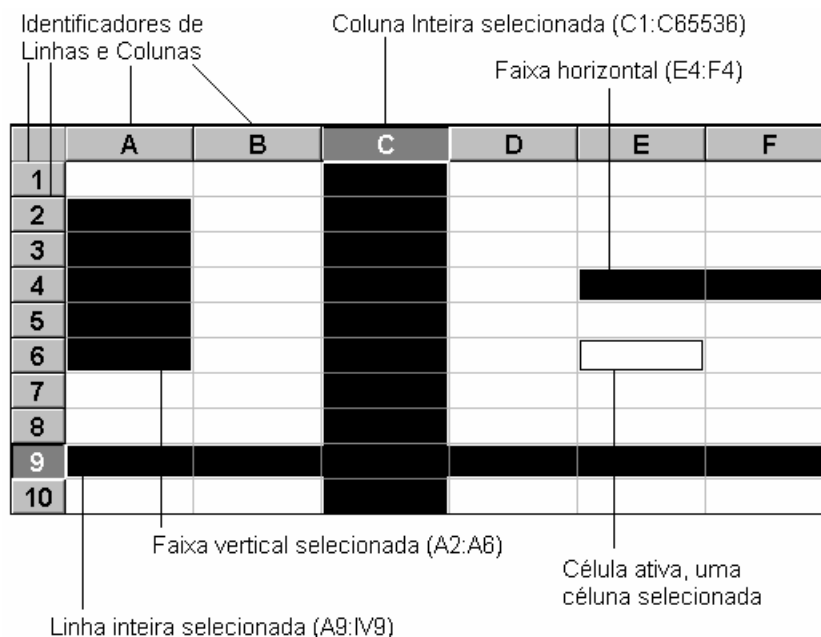 Identificadores de
Linhas e Colunas
Coluna Inteira selecionada (C1:C65536)
Faixa horizontal (E4:F4)
A B C D E F
1
2
3
4
5
6
7
8
9
10
Faixa vertical selecionada (A2:A6)
Célula ativa, uma
céluna selecionada
Linha inteira selecionada (A9:IV9)